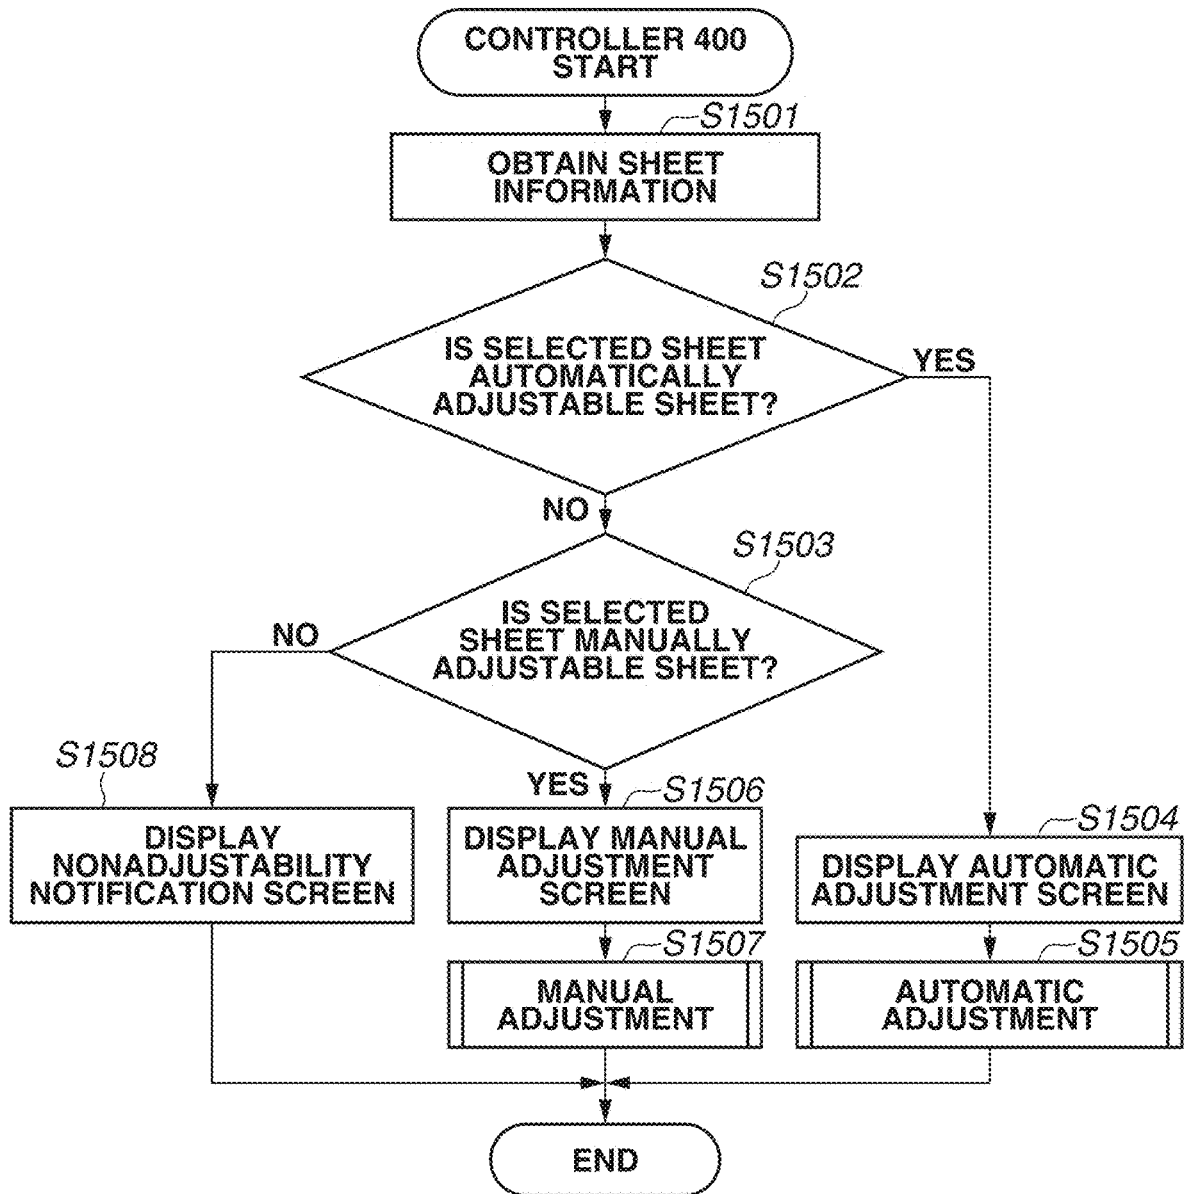 CONTROLLER 400
START
S1501
OBTAIN SHEET
INFORMATION
S1502
IS SELECTED SHEET
AUTOMATICALLY
ADJUSTABLE SHEET?
YES
NO
S1503
IS SELECTED
SHEET MANUALLY
ADJUSTABLE SHEET?
NO
YES
S1508
DISPLAY
NONADJUSTABILITY
NOTIFICATION SCREEN
S1506
DISPLAY MANUAL
ADJUSTMENT
SCREEN
S1504
DISPLAY AUTOMATIC
ADJUSTMENT SCREEN
S1507
MANUAL
ADJUSTMENT
S1505
AUTOMATIC
ADJUSTMENT
END